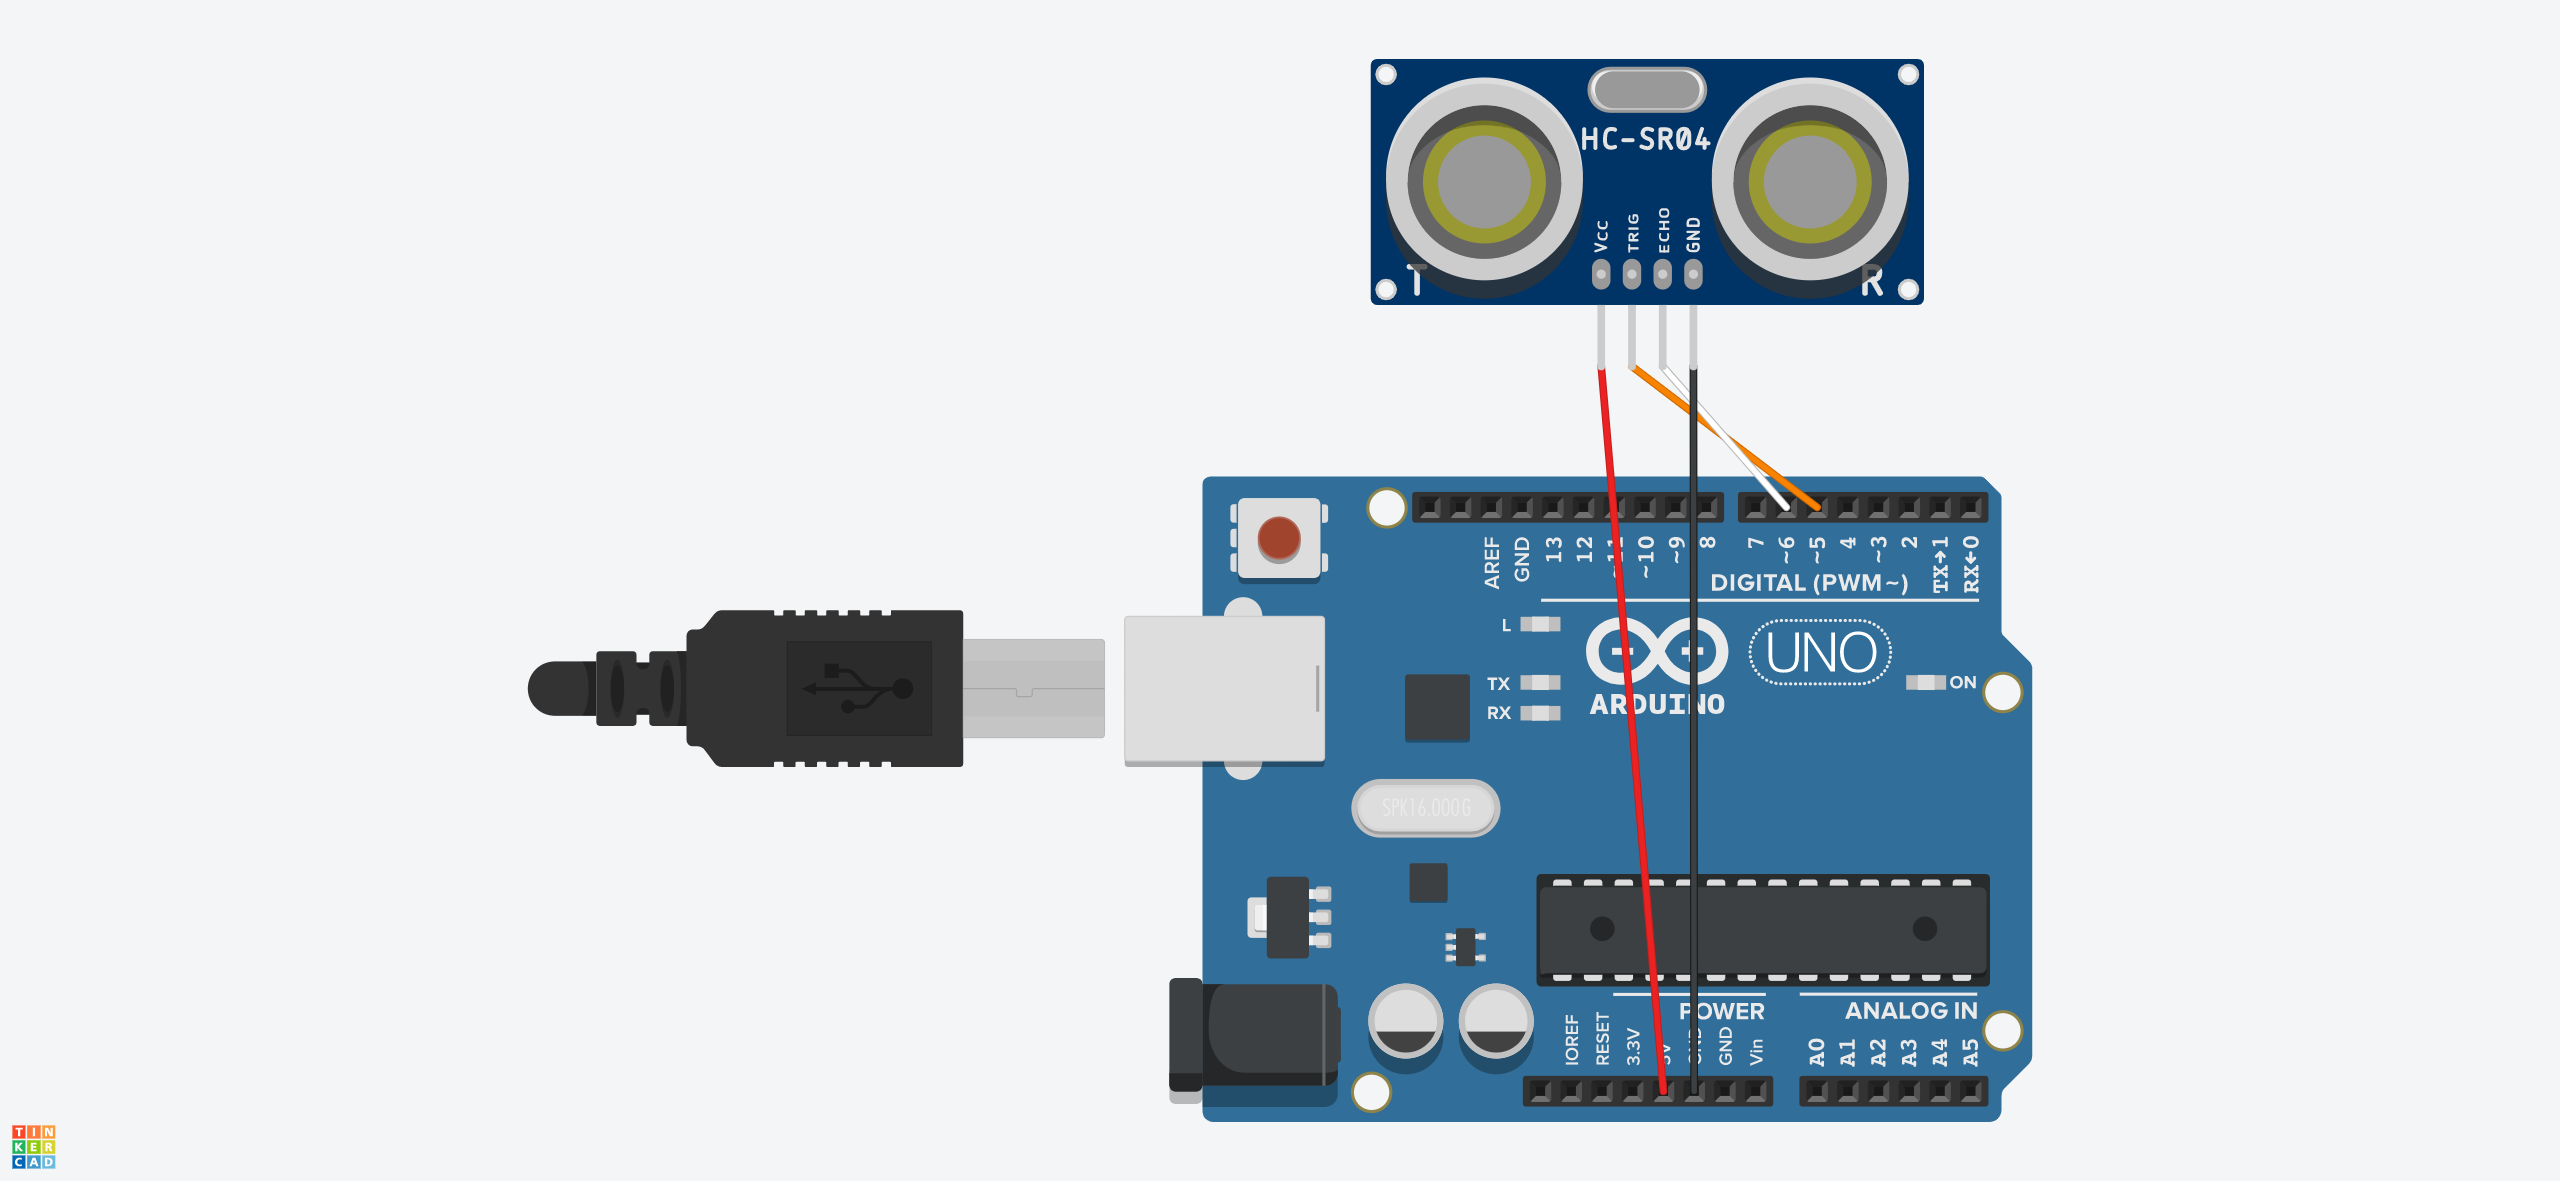 HC-SR04
VCC
TRIG
ECHO
GND
T
R
AREF
GND
13
12
~11
~10
~9
8
7
~6
~5
4
~3
2
TX→1
RX←0
DIGITAL (PWM~)
L
TX
RX
ARDUINO
UNO
ON
SPK16.000G
POWER
ANALOG IN
IOREF
RESET
3.3V
5V
GND
GND
Vin
A0
A1
A2
A3
A4
A5
TIN
KER
CAD